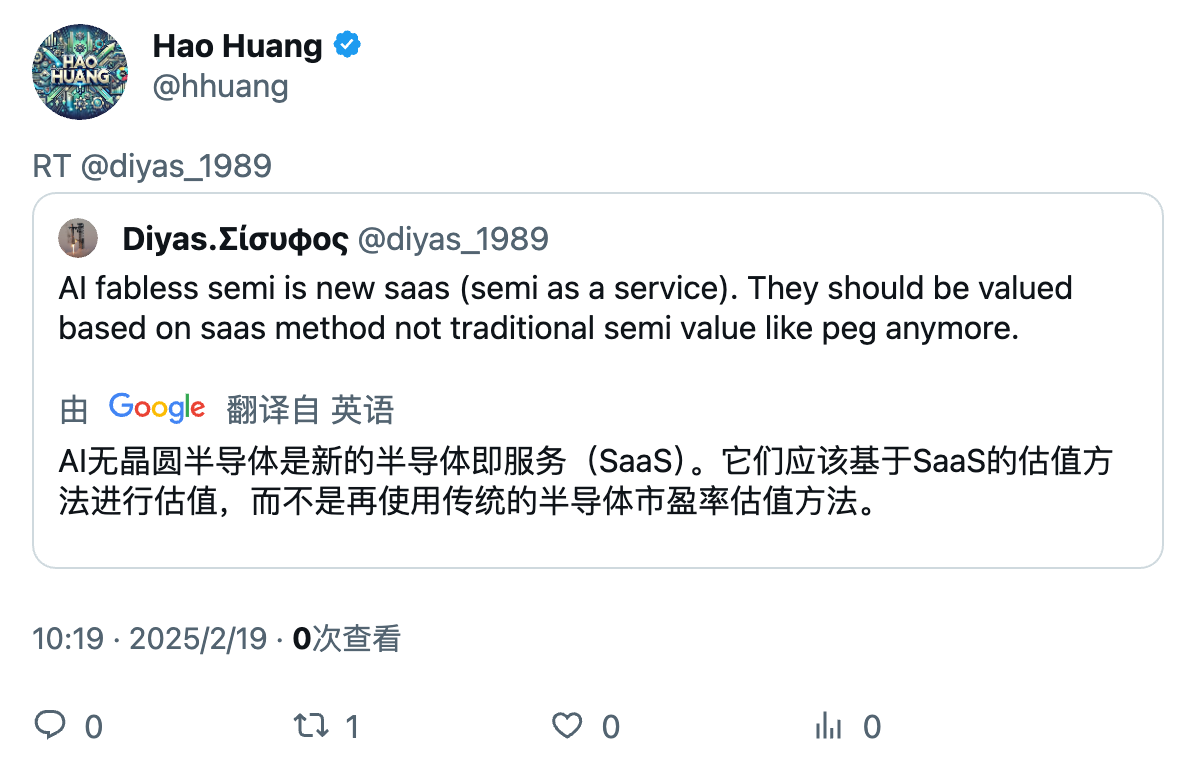 HAO
HUANG
Hao Huang
@hhuang
RT @diyas_1989
Diyas.Σίσυφος @diyas_1989
AI fabless semi is new saas (semi as a service). They should be valued
based on saas method not traditional semi value like peg anymore.
由 Google 翻译自 英语
AI无晶圆半导体是新的半导体即服务（SaaS）。它们应该基于SaaS的估值方
法进行估值，而不是再使用传统的半导体市盈率估值方法。
10:19 · 2025/2/19 · 0次查看
0 1 0 0